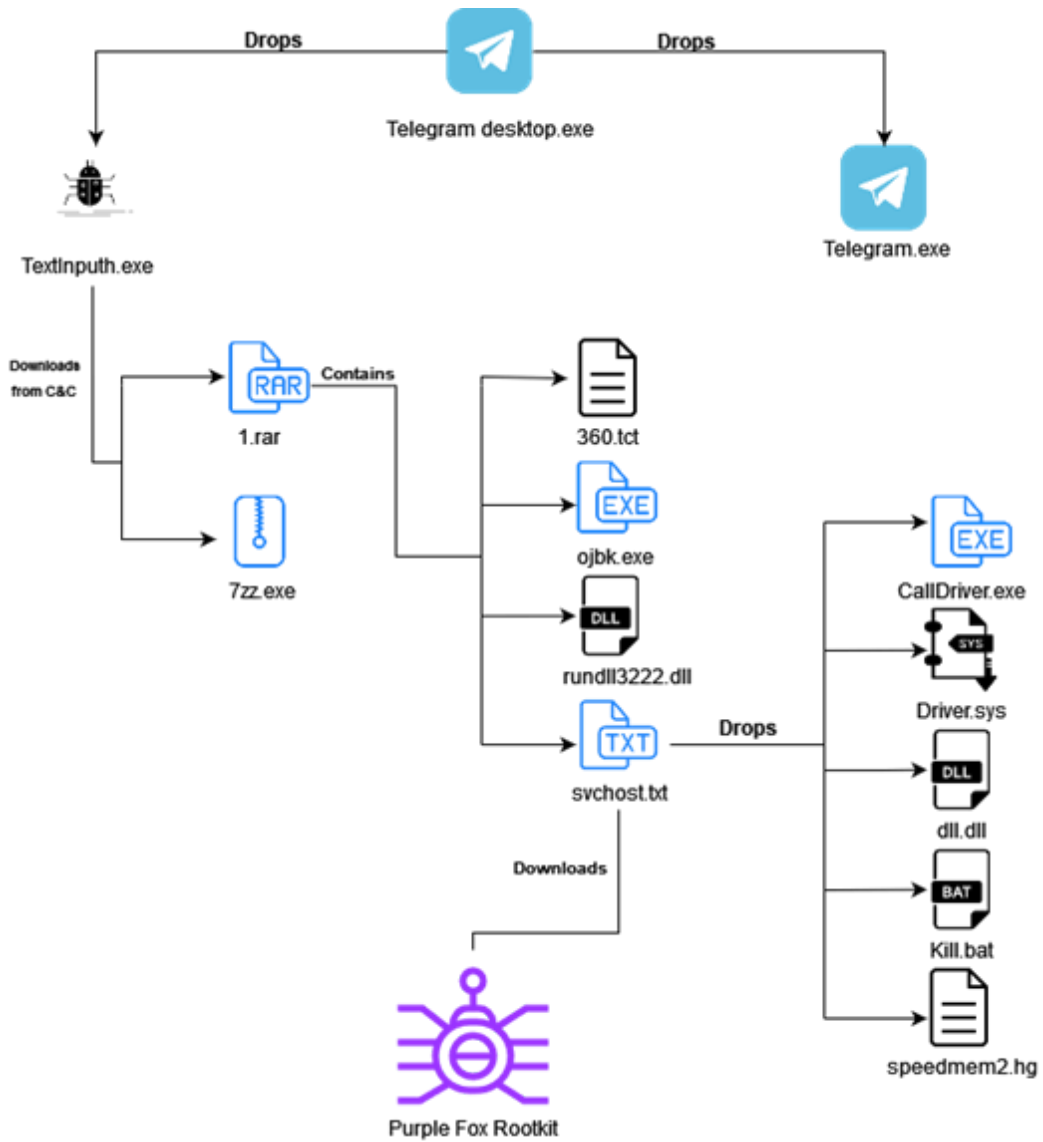 Drops
Drops
Telegram desktop.exe
Telegram.exe
TextInputh.exe
Downloads
from C&C
RAR
Contains
1.rar
360.tct
EXE
ojbk.exe
EXE
7zz.exe
CallDriver.exe
DLL
SYS
rundll3222.dll
Driver.sys
TXT
Drops
svchost.txt
DLL
dll.dll
Downloads
BAT
Kill.bat
speedmem2.hg
Purple Fox Rootkit